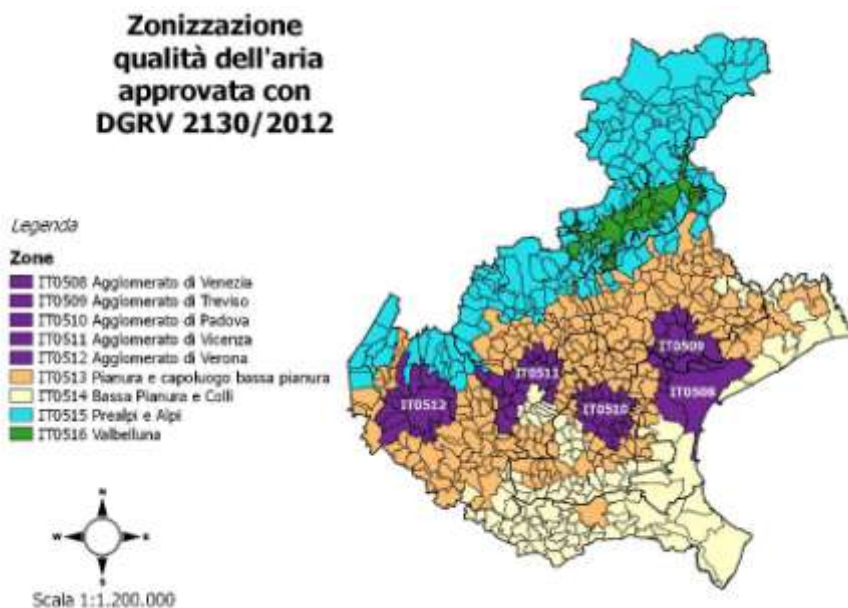 Zonizzazione
qualità dell'aria
approvata con
DGRV 2130/2012
Legenda
Zone
IT0508 Agglomerato di Venezia
IT0509 Agglomerato di Treviso
IT0510 Agglomerato di Padova
IT0511 Agglomerato di Vicenza
IT0512 Agglomerato di Verona
IT0513 Pianura e capoluogo bassa pianura
IT0514 Bassa Pianura e Colli
IT0515 Prealpi e Alpi
IT0516 Valbelluna
IT0509
IT0511
IT0508
IT0512
IT0510
N
W
E
S
Scala 1:1.200.000